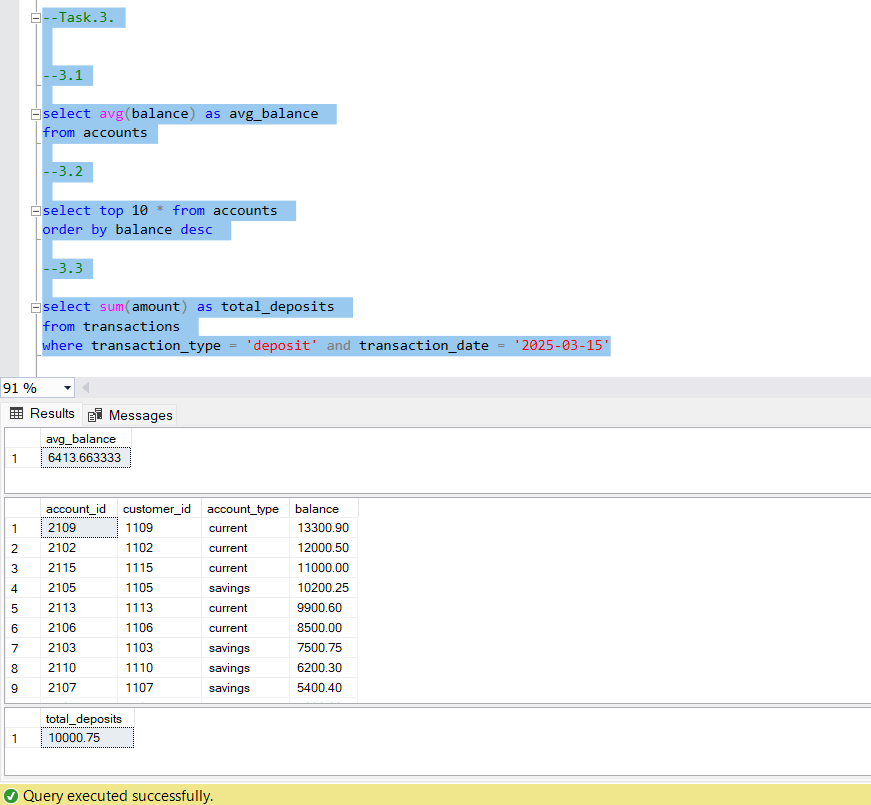 --Task.3.
--3.1
select avg(balance) as avg_balance
from accounts
--3.2
select top 10 * from accounts
order by balance desc
--3.3
select sum(amount) as total_deposits
from transactions
where transaction_type = 'deposit' and transaction_date = '2025-03-15'
91 %
Results Messages
avg_balance
1 6413.663333
account_id customer_id account_type balance
1 2109 1109 current 13300.90
2 2102 1102 current 12000.50
3 2115 1115 current 11000.00
4 2105 1105 savings 10200.25
5 2113 1113 current 9900.60
6 2106 1106 current 8500.00
7 2103 1103 savings 7500.75
8 2110 1110 savings 6200.30
9 2107 1107 savings 5400.40
total_deposits
1 10000.75
Query executed successfully.